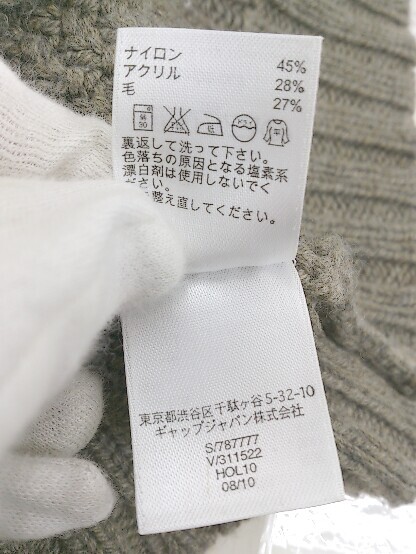 ナイロン 45%
アクリル 28%
毛 27%
裏返して洗って下さい。
色落ちの原因となる塩素系
漂白剤は使用しないでく
ださい。
整え直してください。
東京都渋谷区千駄ヶ谷5-32-10
ギャップジャパン株式会社
S/787777
V/311522
HOL10
08/10